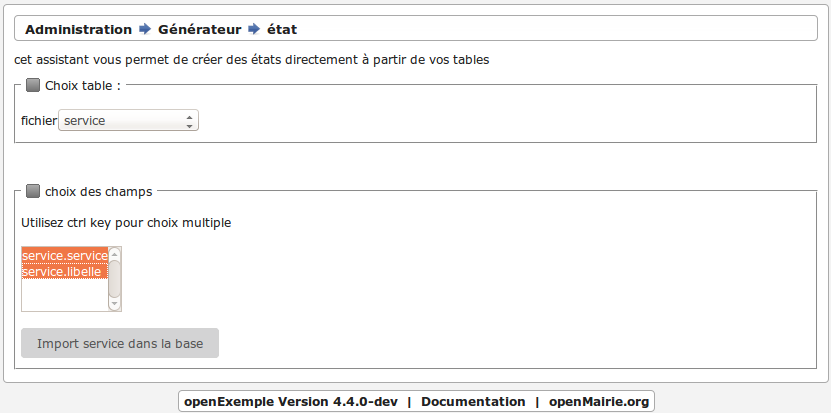 Administration Générateur état
cet assistant vous permet de créer des états directement à partir de vos tables
Choix table :
fichier service
choix des champs
Utilisez ctrl key pour choix multiple
service.service
service.libelle
Import service dans la base
openExemple Version 4.4.0-dev | Documentation | openMairie.org